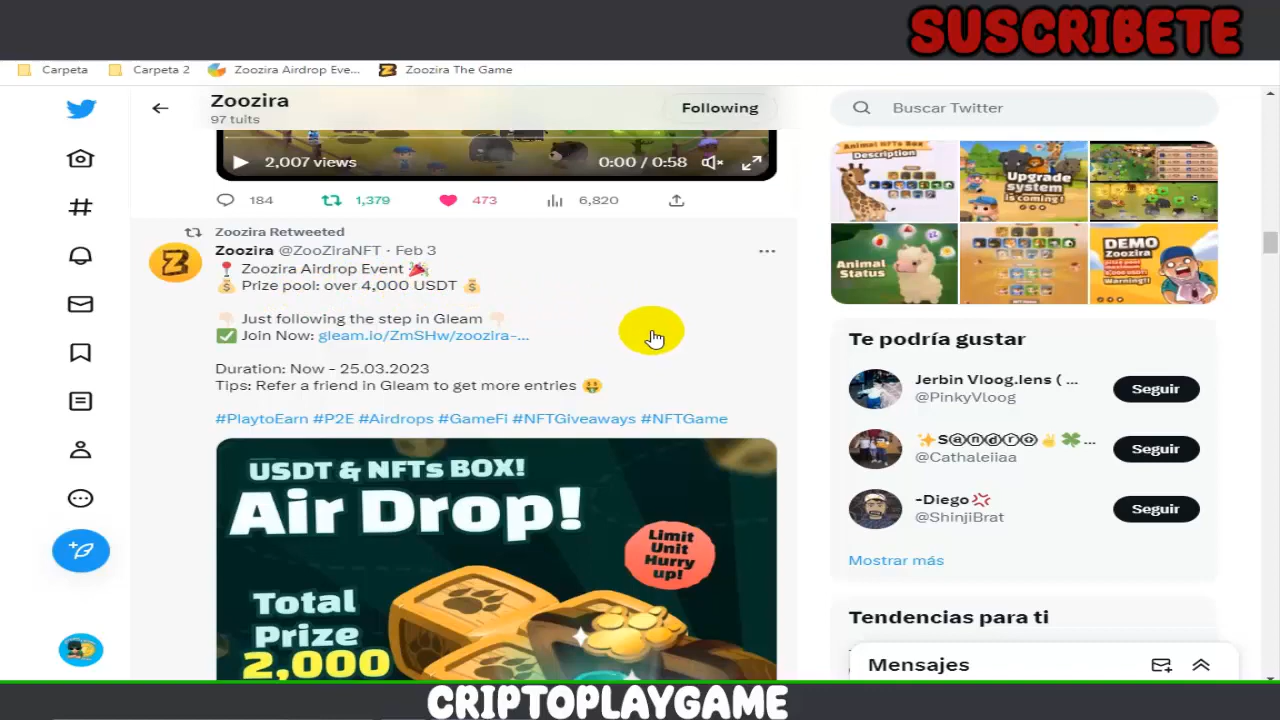 SUSCRIBETE
Carpeta
Carpeta 2
Zoozira Airdrop Eve...
Zoozira The Game
Zoozira
97 tuits
Following
Buscar Twitter
2,007 views
0:00 / 0:58
184
1,379
473
6,820
Zoozira Retweeted
Zoozira @ZooZiraNFT · Feb 3
📍 Zoozira Airdrop Event 🎉
💰 Prize pool: over 4,000 USDT 💰
👇🏻 Just following the step in Gleam 👇🏻
✅ Join Now: gleam.io/ZmSHw/zoozira-...
Duration: Now - 25.03.2023
Tips: Refer a friend in Gleam to get more entries 🤑
#PlaytoEarn #P2E #Airdrops #GameFi #NFTGiveaways #NFTGame
USDT & NFTs BOX!
Air Drop!
Limit
Unit
Hurry
up!
Total
Prize
2,000
Animal NFTs Box
Description
Upgrade
system
is coming!
Animal
Status
DEMO
Zoozira
Warning!!
Te podría gustar
Jerbin Vloog.lens ( ...
@PinkyVloog
Seguir
✨sⓐⓝⓓⓡⓞ✌🍀...
@Cathaleiiaa
Seguir
-Diego💢
@ShinjiBrat
Seguir
Mostrar más
Tendencias para ti
Mensajes
CRIPTOPLAYGAME